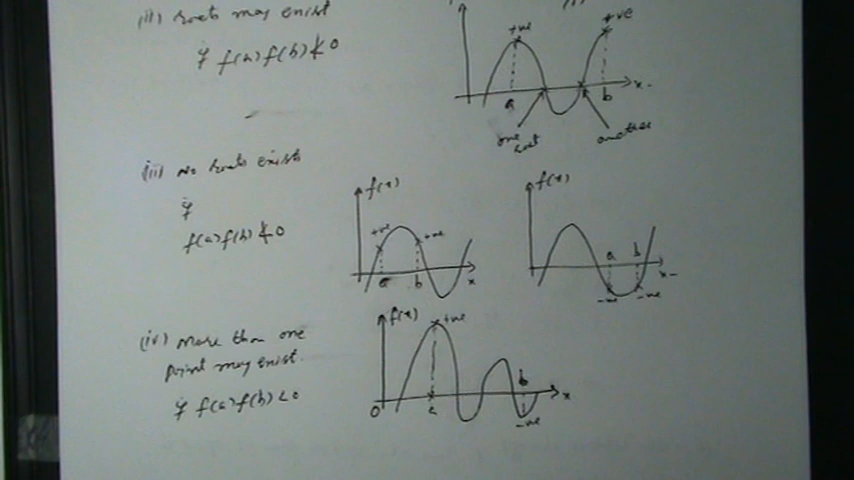 (ii) roots may exist
if f(a) f(b) ≮ 0
+ve
+ve
a
b
x
one root
another
(iii) no roots exist
if
f(a) f(b) ≮ 0
f(x)
+ve
+ve
a
b
x
f(x)
a
b
x
-ve
-ve
(iv) more than one
point may exist.
if f(a) f(b) < 0
f(x)
+ve
b
0
a
x
-ve